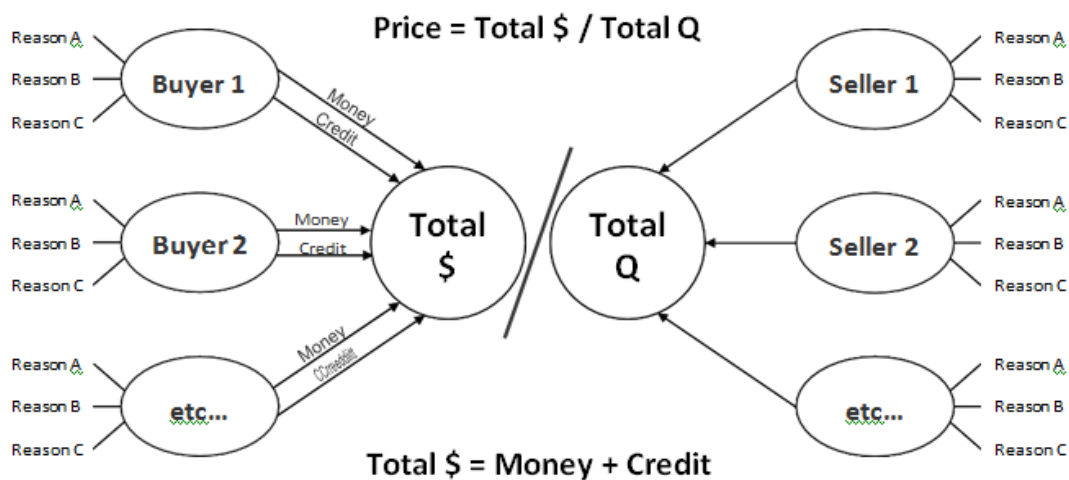 Price = Total $ / Total Q
Reason A
Reason B
Reason C
Buyer 1
Money
Credit
Reason A
Reason B
Reason C
Buyer 2
Money
Credit
Reason A
Reason B
Reason C
etc...
Money
CCreeddiitt
Total
$
/
Total
Q
Seller 1
Reason A
Reason B
Reason C
Seller 2
Reason A
Reason B
Reason C
etc...
Reason A
Reason B
Reason C
Total $ = Money + Credit